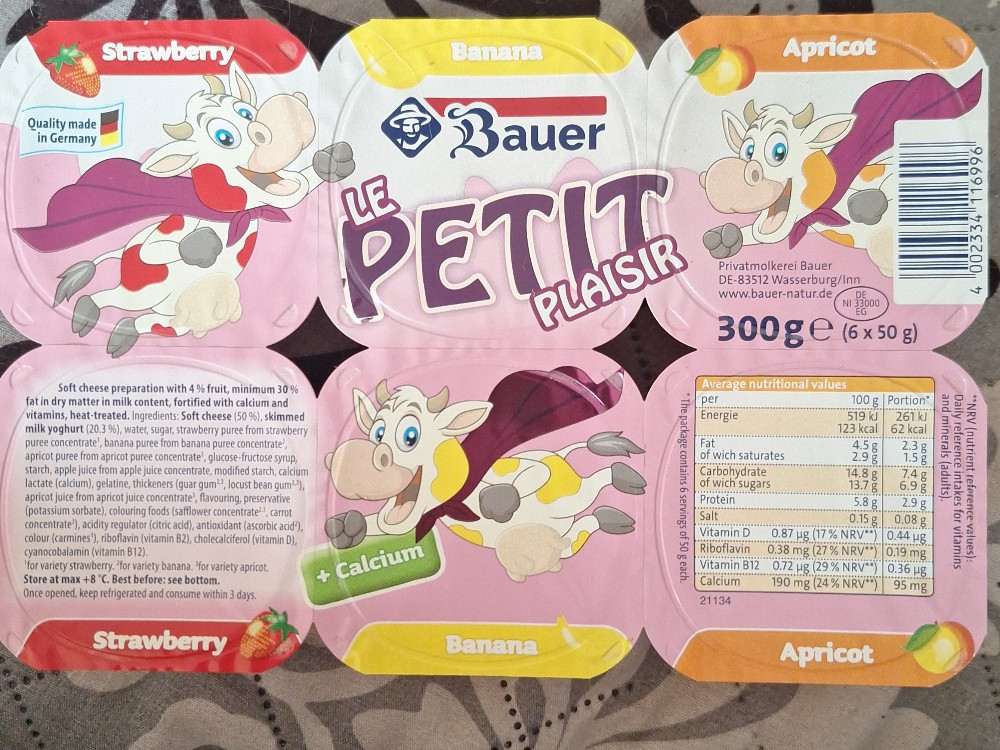 Strawberry
Banana
Apricot
Quality made
in Germany
Bauer
LE
PETIT
PLAISIR
Privatmolkerei Bauer
DE-83512 Wasserburg/Inn
www.bauer-natur.de
DE
NI 33000
EG
300g e (6 x 50 g)
4 002334 116996
Soft cheese preparation with 4 % fruit, minimum 30 %
fat in dry matter in milk content, fortified with calcium and
vitamins, heat-treated. Ingredients: Soft cheese (50 %), skimmed
milk yoghurt (20.3 %), water, sugar, strawberry puree from strawberry
puree concentrate¹, banana puree from banana puree concentrate²,
apricot puree from apricot puree concentrate³, glucose-fructose syrup,
starch, apple juice from apple juice concentrate, modified starch, calcium
lactate (calcium), gelatine, thickeners (guar gum²,³, locust bean gum²,³),
apricot juice from apricot juice concentrate³, flavouring, preservative
(potassium sorbate), colouring foods (safflower concentrate²,³, carrot
concentrate³), acidity regulator (citric acid), antioxidant (ascorbic acid²),
colour (carmines¹), riboflavin (vitamin B2), cholecalciferol (vitamin D),
cyanocobalamin (vitamin B12).
¹for variety strawberry. ²for variety banana. ³for variety apricot.
Store at max +8 °C. Best before: see bottom.
Once opened, keep refrigerated and consume within 3 days.
+ Calcium
*The package contains 6 servings of 50 g each.
Average nutritional values
per 100 g Portion*
Energie 519 kJ 261 kJ
123 kcal 62 kcal
Fat 4.5 g 2.3 g
of wich saturates 2.9 g 1.5 g
Carbohydrate 14.8 g 7.4 g
of wich sugars 13.7 g 6.9 g
Protein 5.8 g 2.9 g
Salt 0.15 g 0.08 g
Vitamin D 0.87 µg (17 % NRV**) 0.44 µg
Riboflavin 0.38 mg (27 % NRV**) 0.19 mg
Vitamin B12 0.72 µg (29 % NRV**) 0.36 µg
Calcium 190 mg (24 % NRV**) 95 mg
21134
**NRV (nutrient reference values):
Daily reference intakes for vitamins
and minerals (adults).
Strawberry
Banana
Apricot